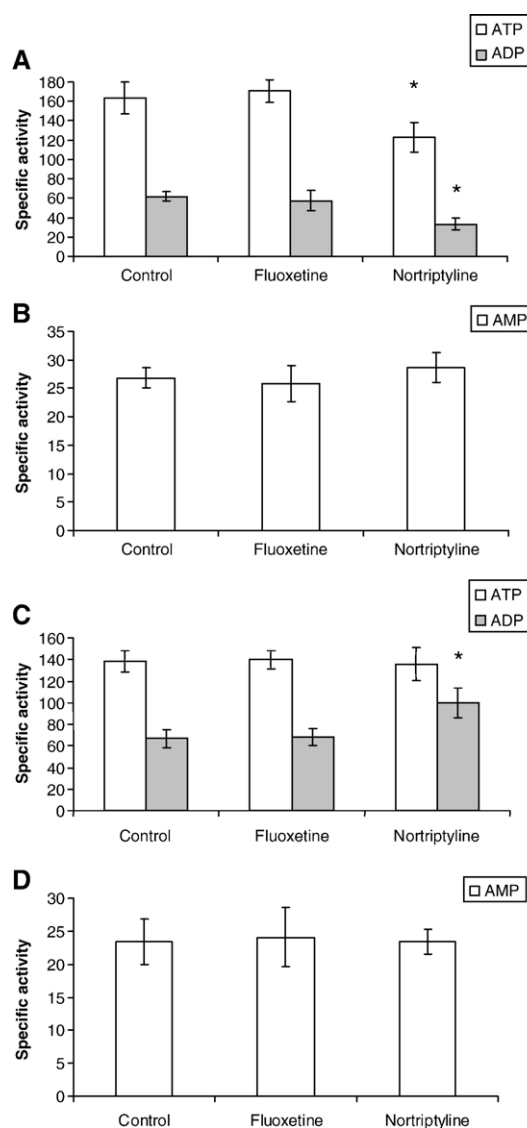 ATP
ADP
A
Specific activity
180
160
140
120
100
80
60
40
20
0
*
*
Control Fluoxetine Nortriptyline
B
AMP
Specific activity
35
30
25
20
15
10
5
0
Control Fluoxetine Nortriptyline
ATP
ADP
C
Specific activity
160
140
120
100
80
60
40
20
0
*
Control Fluoxetine Nortriptyline
D
AMP
Specific activity
30
25
20
15
10
5
0
Control Fluoxetine Nortriptyline